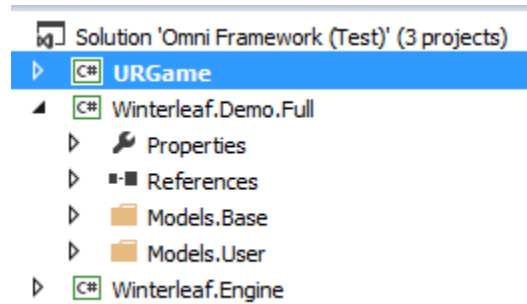 Solution 'Omni Framework (Test)' (3 projects)
C# URGame
C# Winterleaf.Demo.Full
Properties
References
Models.Base
Models.User
C# Winterleaf.Engine